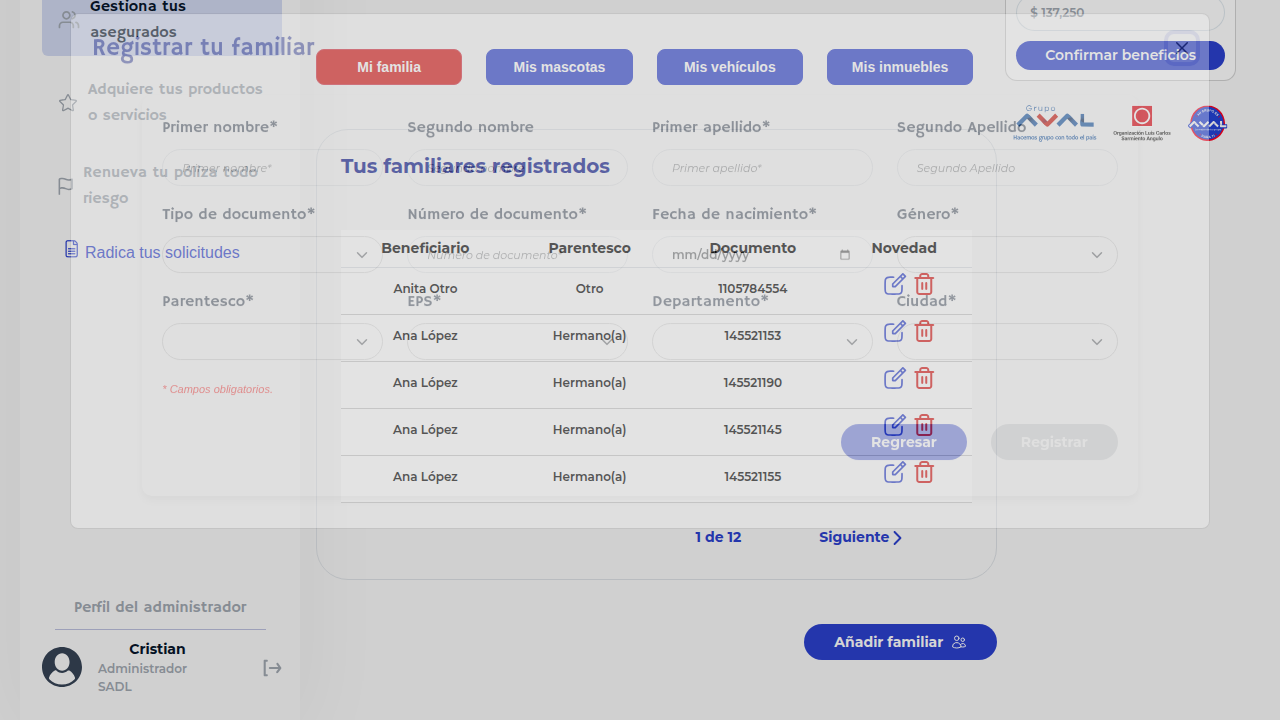 Gestiona tus
asegurados
Adquiere tus productos
o servicios
Renueva tu póliza todo
riesgo
Radica tus solicitudes
Perfil del administrador
Cristian
Administrador
SADL
Registrar tu familiar
Mi familia
Mis mascotas
Mis vehículos
Mis inmuebles
$ 137,250
Confirmar beneficios
Grupo
AVAL
Hacemos grupo con todo el país
Organización Luis Carlos
Sarmiento Angulo
Primer nombre*
Segundo nombre
Primer apellido*
Segundo Apellido
Tus familiares registrados
Primer nombre*
Primer apellido*
Segundo Apellido
Tipo de documento*
Número de documento*
Fecha de nacimiento*
Género*
Beneficiario
Parentesco
Documento
Novedad
Número de documento*
mm/dd/yyyy
Anita Otro
Otro
1105784554
Parentesco*
EPS*
Departamento*
Ciudad*
Ana López
Hermano(a)
145521153
Ana López
Hermano(a)
145521190
* Campos obligatorios.
Ana López
Hermano(a)
145521145
Regresar
Registrar
Ana López
Hermano(a)
145521155
1 de 12
Siguiente
Añadir familiar